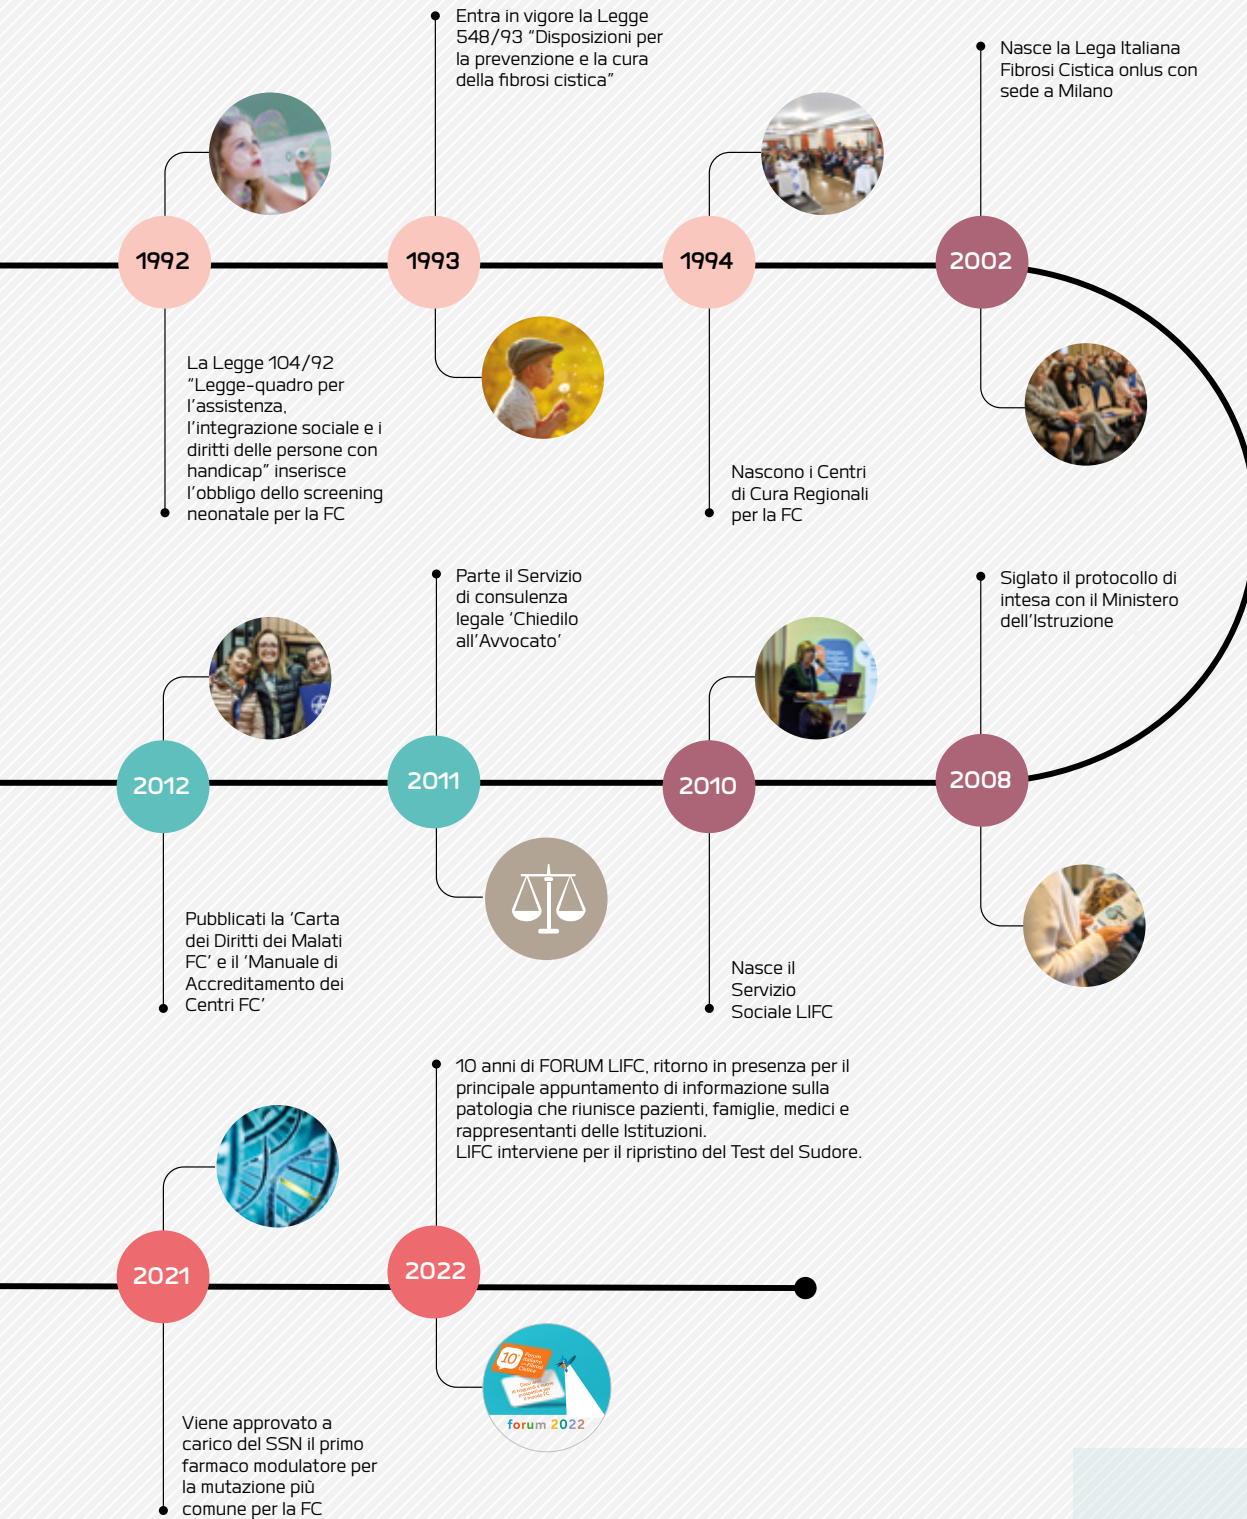 Entra in vigore la Legge
548/93 “Disposizioni per
la prevenzione e la cura
della fibrosi cistica”
Nasce la Lega Italiana
Fibrosi Cistica onlus con
sede a Milano
1992
1993
1994
2002
La Legge 104/92
“Legge-quadro per
l’assistenza,
l’integrazione sociale e i
diritti delle persone con
handicap” inserisce
l’obbligo dello screening
neonatale per la FC
Nascono i Centri
di Cura Regionali
per la FC
Parte il Servizio
di consulenza
legale ‘Chiedilo
all’Avvocato’
Siglato il protocollo di
intesa con il Ministero
dell’Istruzione
2012
2011
2010
2008
Pubblicati la ‘Carta
dei Diritti dei Malati
FC’ e il ‘Manuale di
Accreditamento dei
Centri FC’
Nasce il
Servizio
Sociale LIFC
10 anni di FORUM LIFC, ritorno in presenza per il
principale appuntamento di informazione sulla
patologia che riunisce pazienti, famiglie, medici e
rappresentanti delle Istituzioni.
LIFC interviene per il ripristino del Test del Sudore.
2021
2022
10
Forum
Italiano
Fibrosi
Cistica
forum 2022
Viene approvato a
carico del SSN il primo
farmaco modulatore per
la mutazione più
comune per la FC